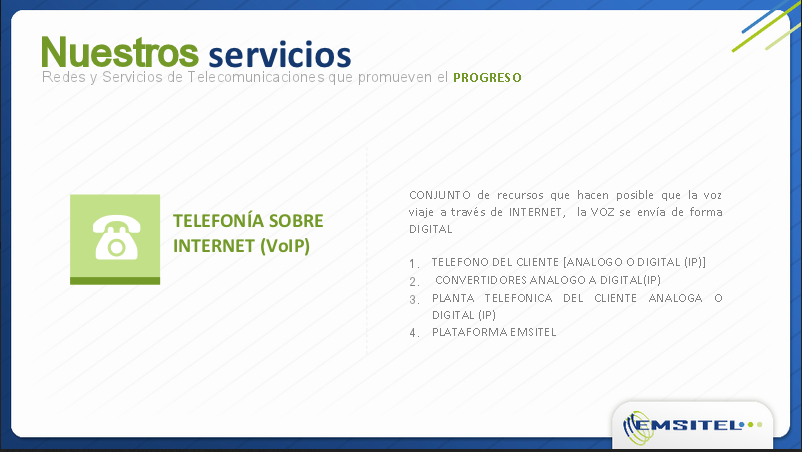 Nuestros servicios
Redes y Servicios de Telecomunicaciones que promueven el PROGRESO
TELEFONÍA SOBRE
INTERNET (VoIP)
CONJUNTO de recursos que hacen posible que la voz
viaje a través de INTERNET, la VOZ se envía de forma
DIGITAL
1. TELEFONO DEL CLIENTE [ANALOGO O DIGITAL (IP)]
2. CONVERTIDORES ANALOGO A DIGITAL(IP)
3. PLANTA TELEFONICA DEL CLIENTE ANALOGA O
DIGITAL (IP)
4. PLATAFORMA EMSITEL
EMSITEL